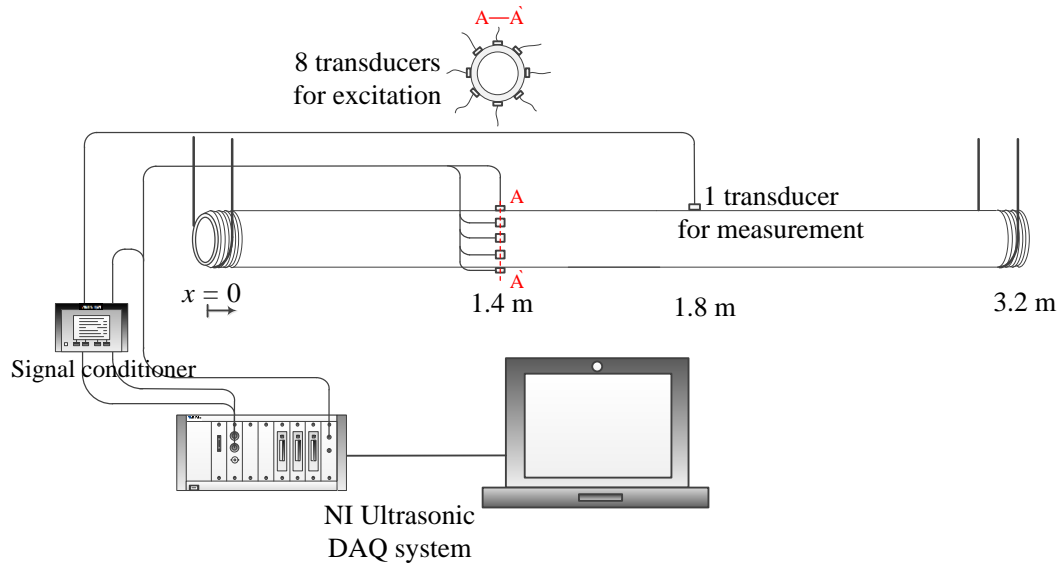 A—A`
8 transducers
for excitation
A
1 transducer
for measurement
A`
x = 0
1.4 m
1.8 m
3.2 m
Signal conditioner
NI Ultrasonic
DAQ system